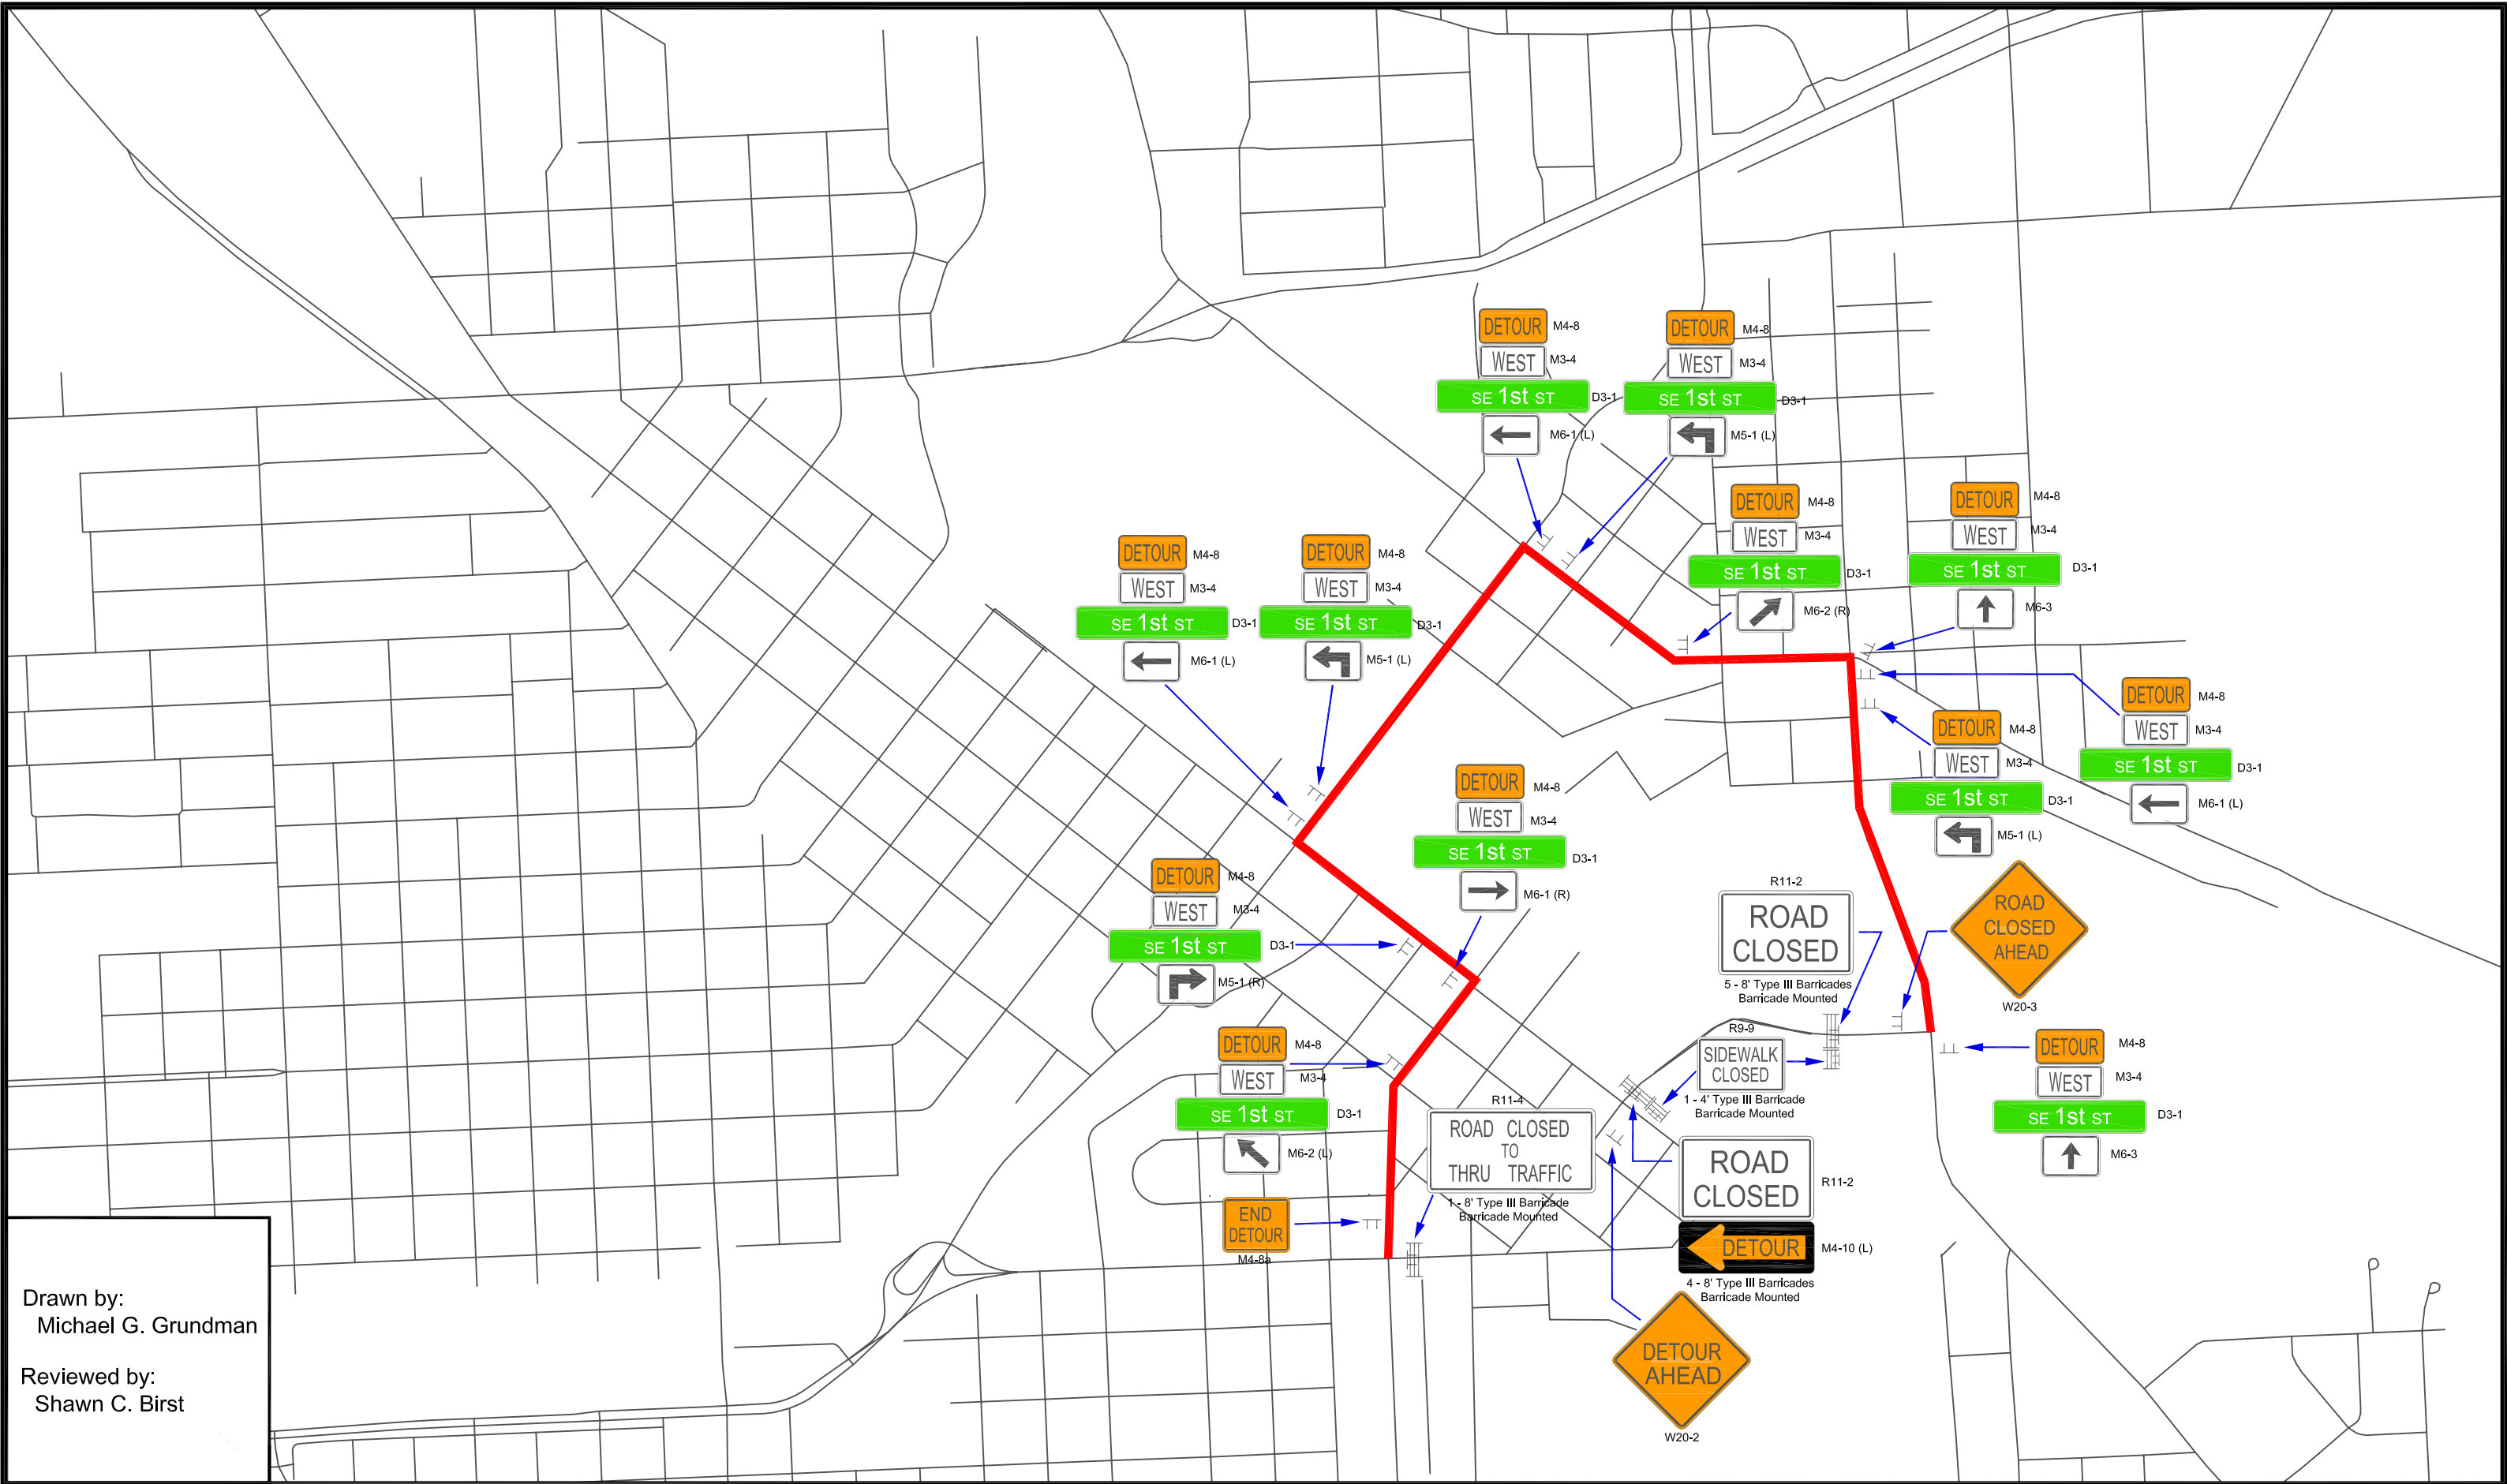 DETOUR M4-8
WEST M3-4
SE 1st ST D3-1
M6-1 (L)
DETOUR M4-8
WEST M3-4
SE 1st ST D3-1
M5-1 (L)
DETOUR M4-8
WEST M3-4
SE 1st ST D3-1
M6-2 (R)
DETOUR M4-8
WEST M3-4
SE 1st ST D3-1
M6-3
DETOUR M4-8
WEST M3-4
SE 1st ST D3-1
M6-1 (L)
DETOUR M4-8
WEST M3-4
SE 1st ST D3-1
M5-1 (L)
DETOUR M4-8
WEST M3-4
SE 1st ST D3-1
M6-1 (L)
DETOUR M4-8
WEST M3-4
SE 1st ST D3-1
M5-1 (L)
DETOUR M4-8
WEST M3-4
SE 1st ST D3-1
M6-1 (R)
DETOUR M4-8
WEST M3-4
SE 1st ST D3-1
M5-1 (R)
R11-2
ROAD
CLOSED
5 - 8' Type III Barricades
Barricade Mounted
ROAD
CLOSED
AHEAD
W20-3
R9-9
SIDEWALK
CLOSED
1 - 4' Type III Barricade
Barricade Mounted
DETOUR M4-8
WEST M3-4
SE 1st ST D3-1
M6-2 (L)
DETOUR M4-8
WEST M3-4
SE 1st ST D3-1
M6-3
R11-4
ROAD CLOSED
TO
THRU TRAFFIC
1 - 8' Type III Barricade
Barricade Mounted
ROAD
CLOSED
R11-2
DETOUR M4-10 (L)
4 - 8' Type III Barricades
Barricade Mounted
END
DETOUR
M4-8a
DETOUR
AHEAD
W20-2
Drawn by:
Michael G. Grundman
Reviewed by:
Shawn C. Birst